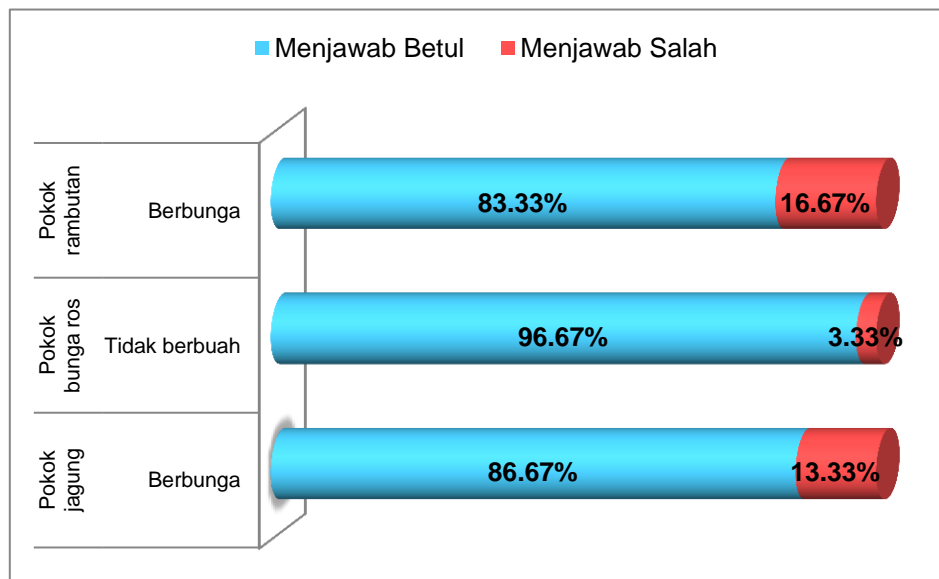 Menjawab Betul Menjawab Salah
Pokok
rambutan
Berbunga
83.33% 16.67%
Pokok
bunga ros
Tidak berbuah
96.67% 3.33%
Pokok
jagung
Berbunga
86.67% 13.33%